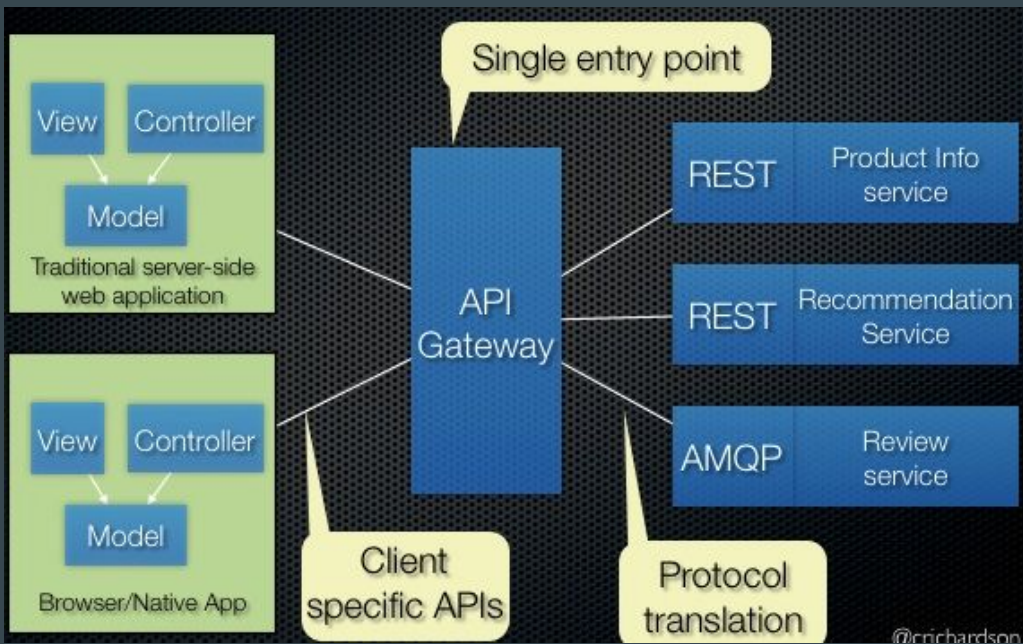 Single entry point
View
Controller
Model
Traditional server-side
web application
View
Controller
Model
Browser/Native App
API
Gateway
REST
Product Info
service
REST
Recommendation
Service
AMQP
Review
service
Client
specific APIs
Protocol
translation
@crichardson